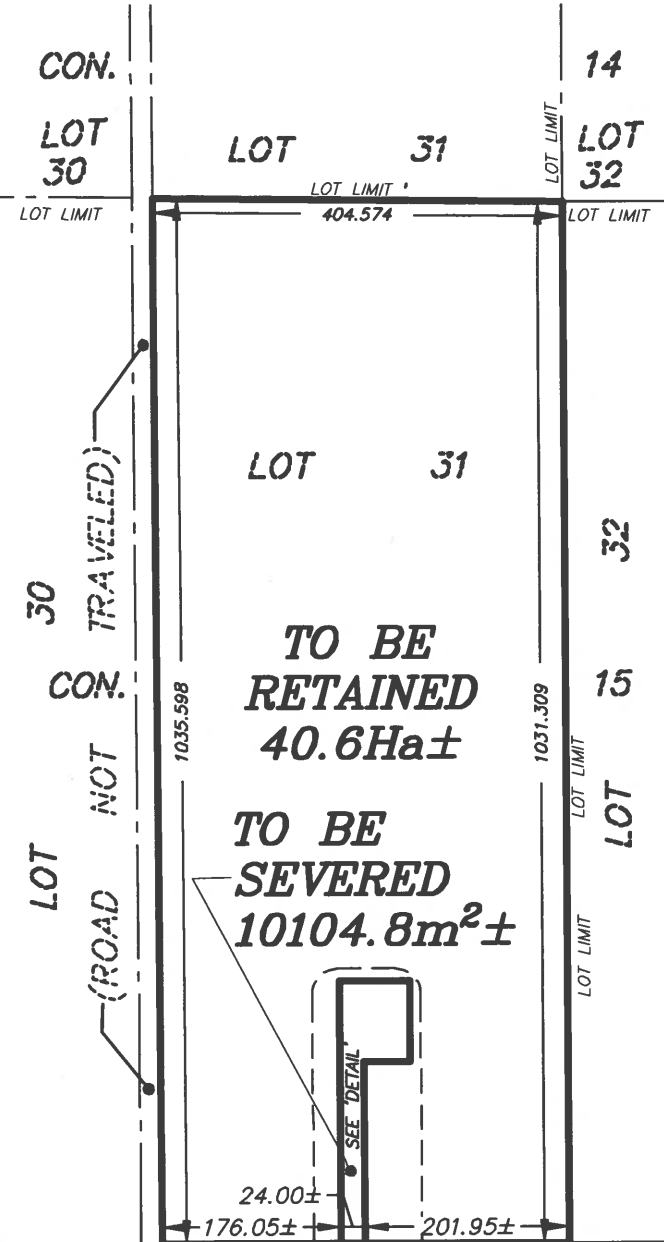 CON.
14
LOT
30
LOT 31
LOT LIMIT
LOT
32
LOT LIMIT
LOT LIMIT
404.574
LOT LIMIT
LOT 31
30
(ROAD NOT TRAVELED)
32
CON.
15
TO BE
RETAINED
40.6Ha±
1035.598
1031.309
LOT LIMIT
LOT
LOT
TO BE
SEVERED
10104.8m²±
LOT LIMIT
SEE 'DETAIL'
24.00±
176.05±
201.95±